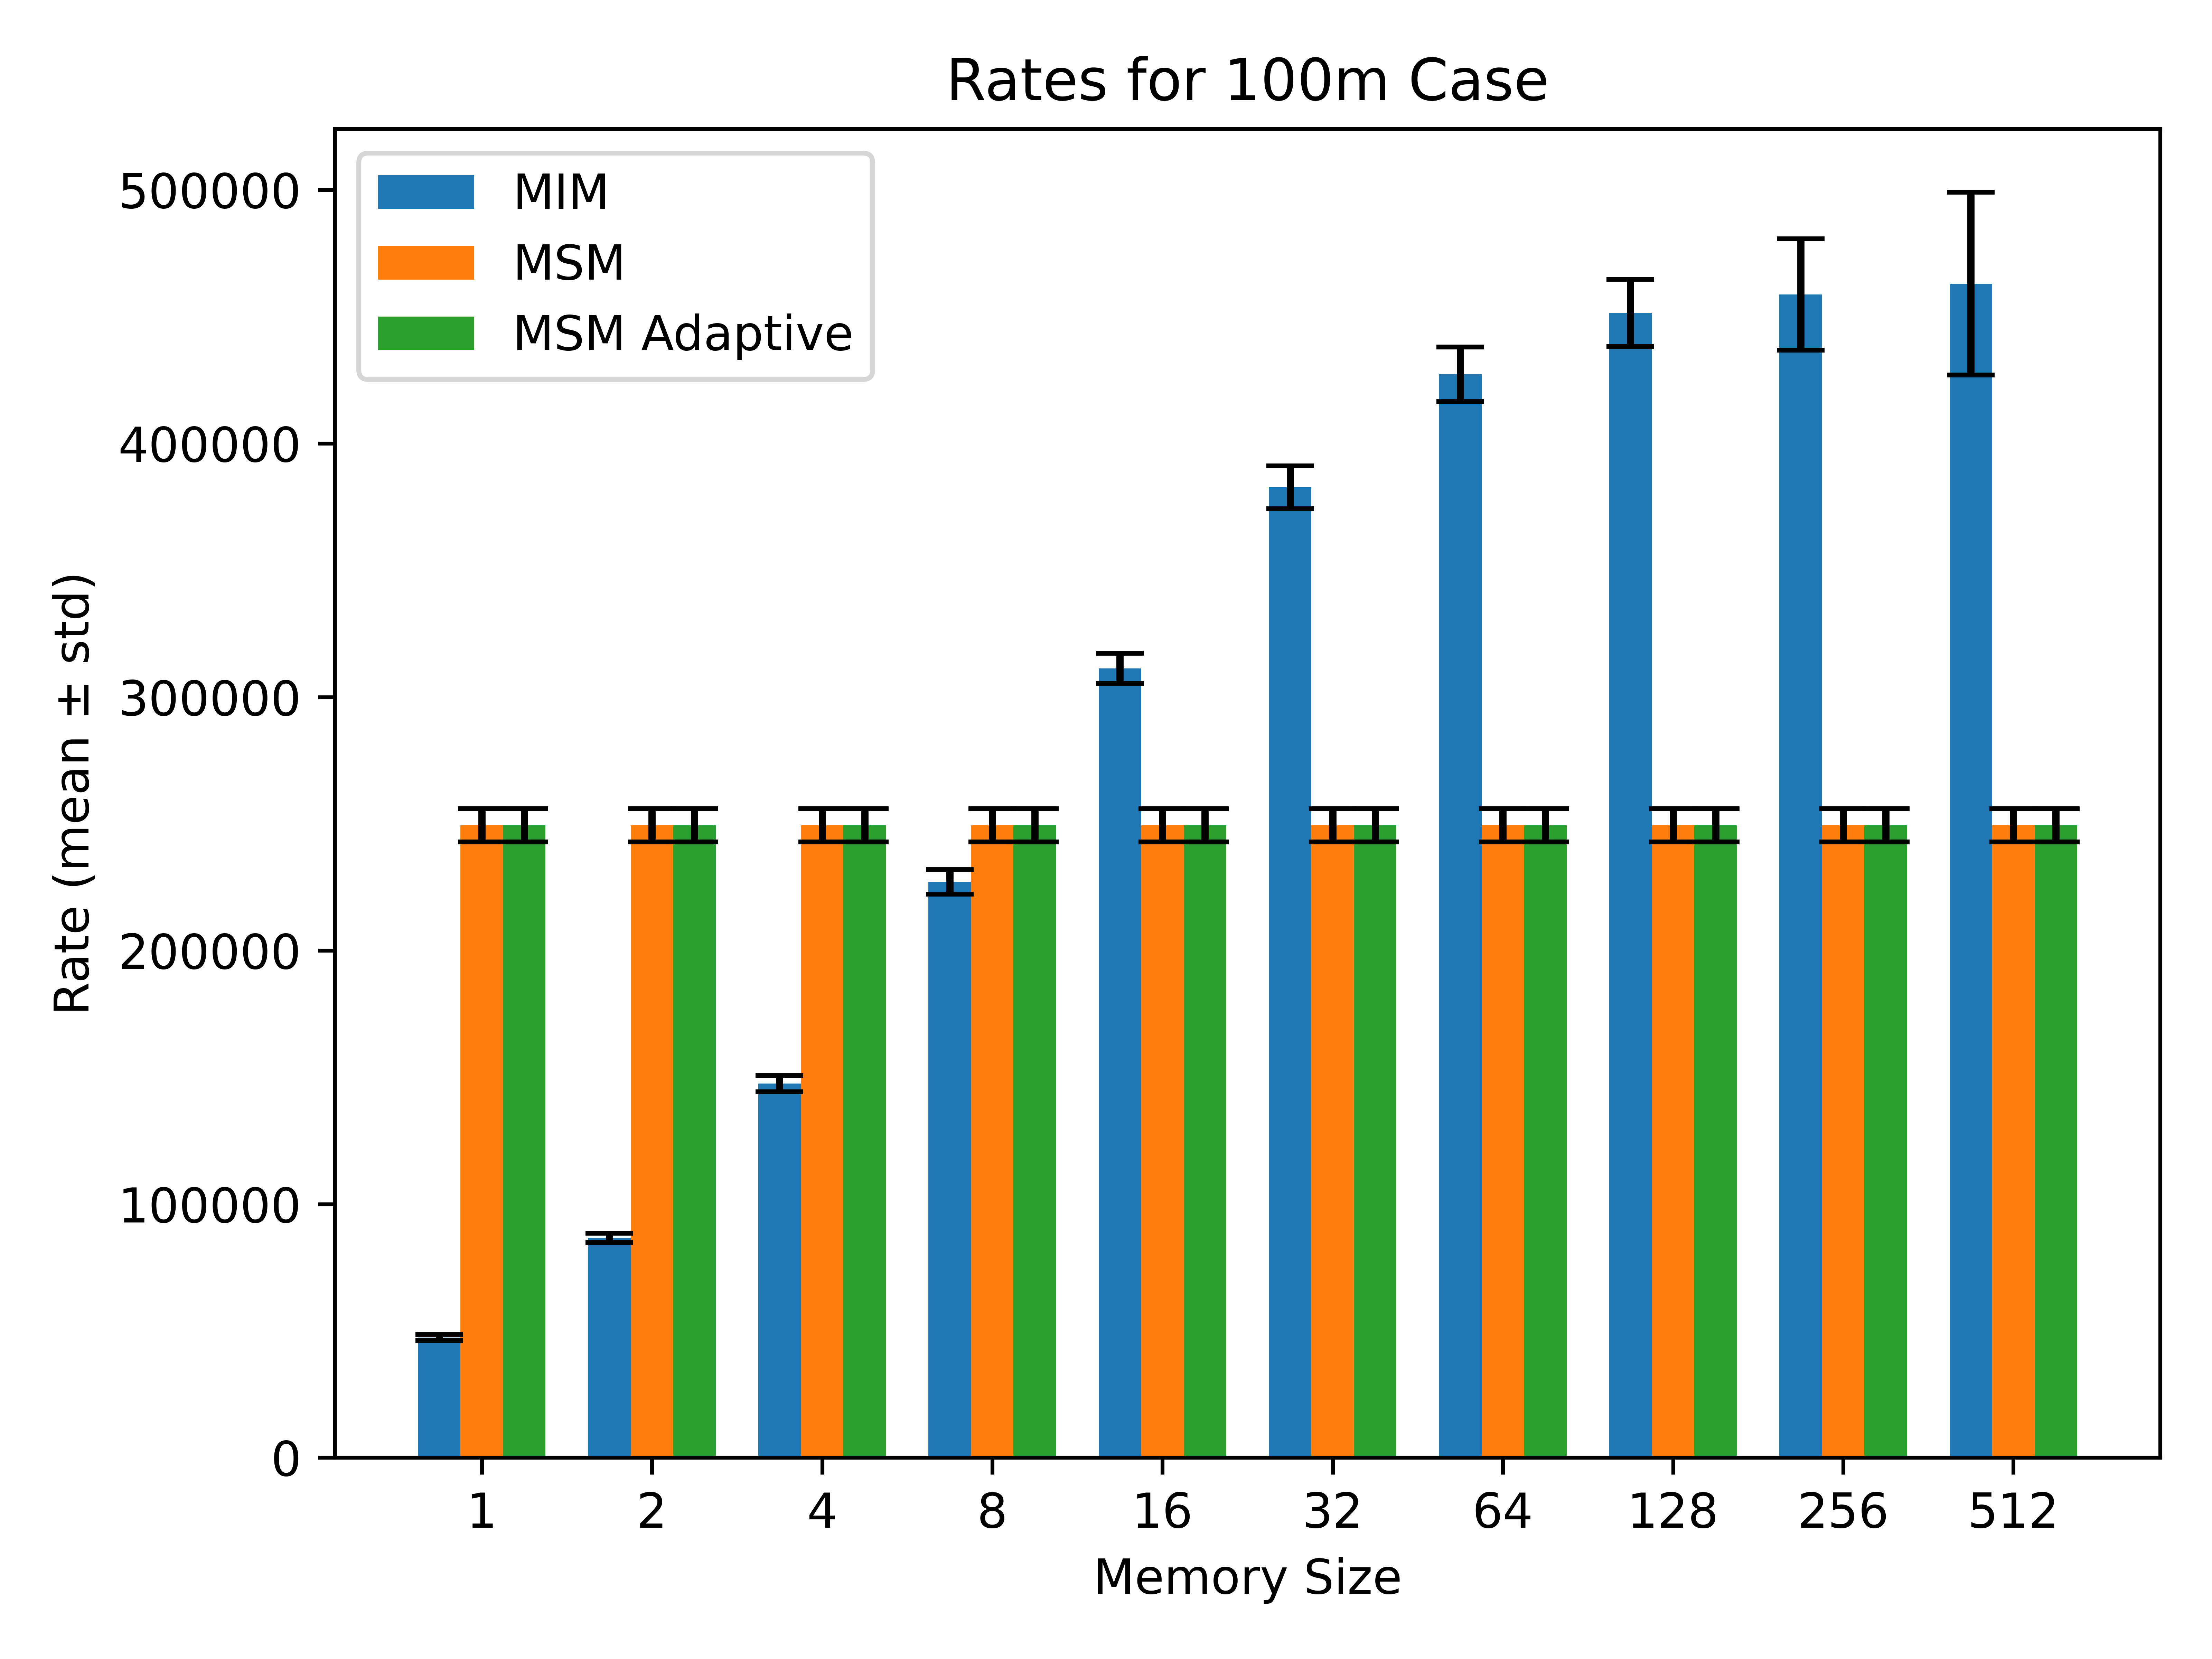 Rates for 100m Case
MIM
MSM
MSM Adaptive
Rate (mean ± std)
500000
400000
300000
200000
100000
0
1 2 4 8 16 32 64 128 256 512
Memory Size